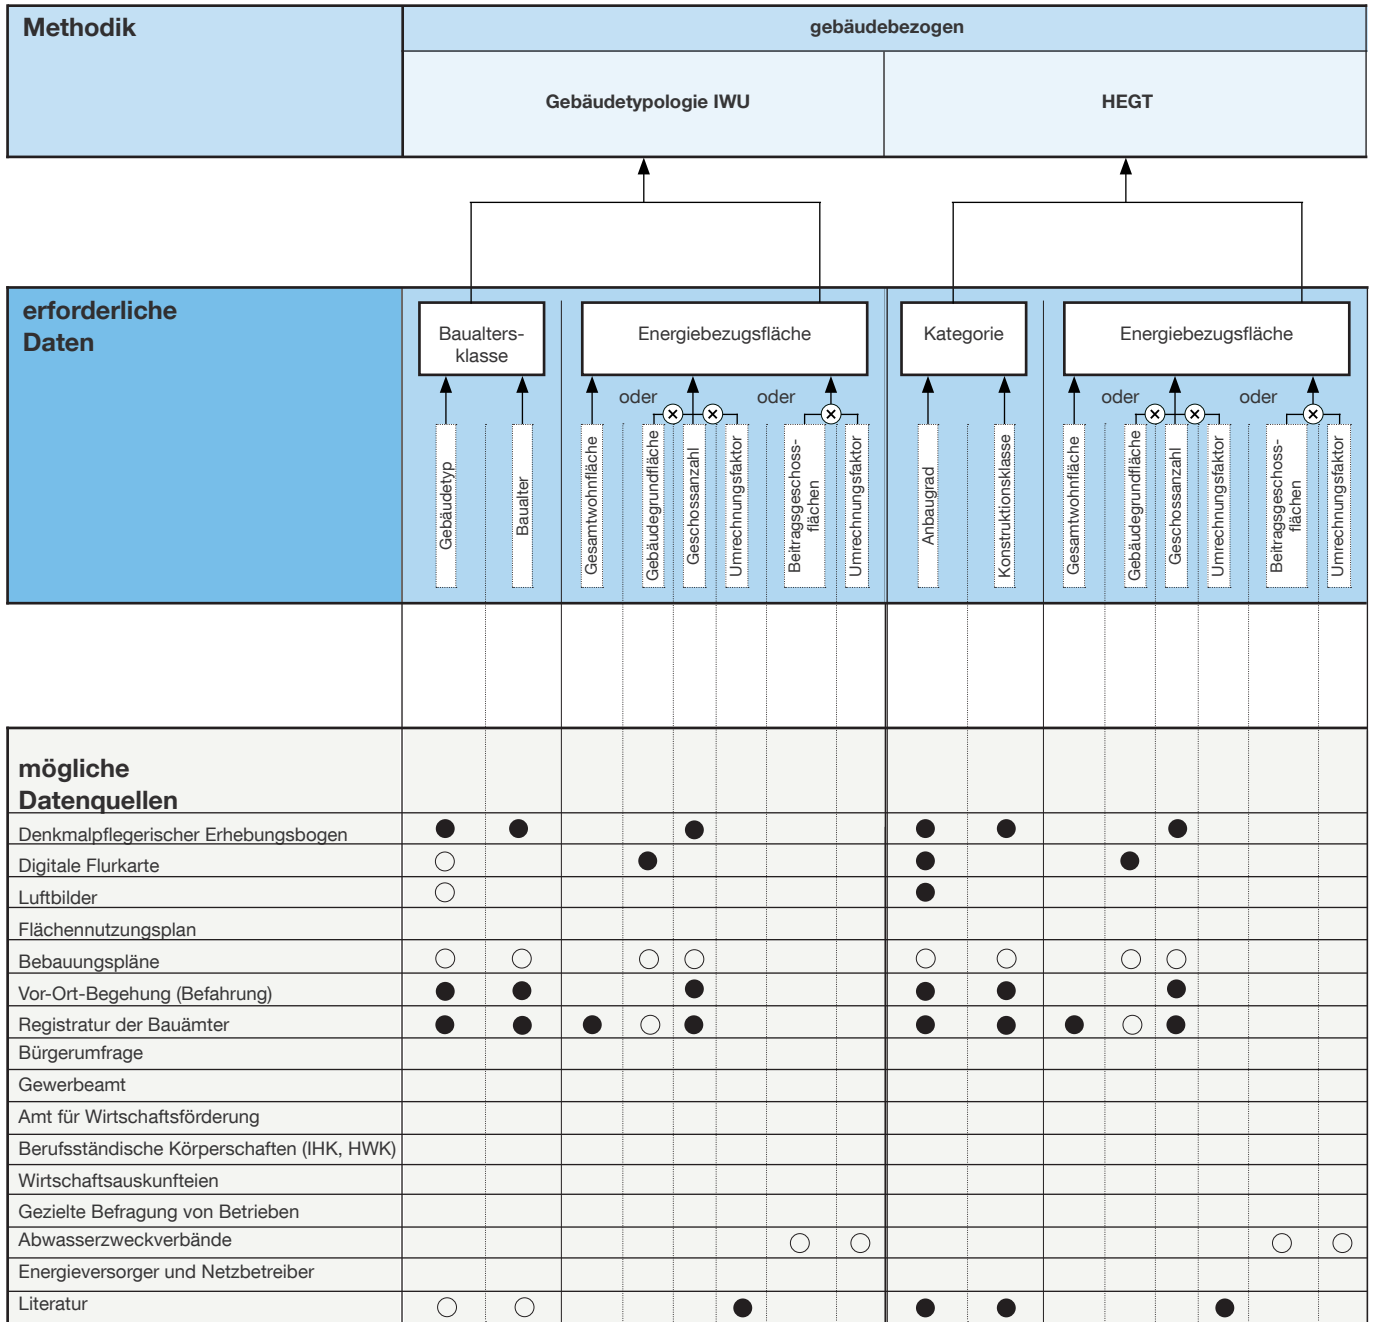 Methodik
gebäudebezogen
Gebäudetypologie IWU
HEGT
erforderliche
Daten
Baualters-
klasse
Energiebezugsfläche
Kategorie
Energiebezugsfläche
oder
oder
oder
oder
Gebäudetyp
Baualter
Gesamtwohnfläche
Gebäudegrundfläche
Geschossanzahl
Umrechnungsfaktor
Beitragsgeschoss-
flächen
Umrechnungsfaktor
Anbaugrad
Konstruktionsklasse
Gesamtwohnfläche
Gebäudegrundfläche
Geschossanzahl
Umrechnungsfaktor
Beitragsgeschoss-
flächen
Umrechnungsfaktor
mögliche
Datenquellen
Denkmalpflegerischer Erhebungsbogen
Digitale Flurkarte
Luftbilder
Flächennutzungsplan
Bebauungspläne
Vor-Ort-Begehung (Befahrung)
Registratur der Bauämter
Bürgerumfrage
Gewerbeamt
Amt für Wirtschaftsförderung
Berufsständische Körperschaften (IHK, HWK)
Wirtschaftsauskunfteien
Gezielte Befragung von Betrieben
Abwasserzweckverbände
Energieversorger und Netzbetreiber
Literatur